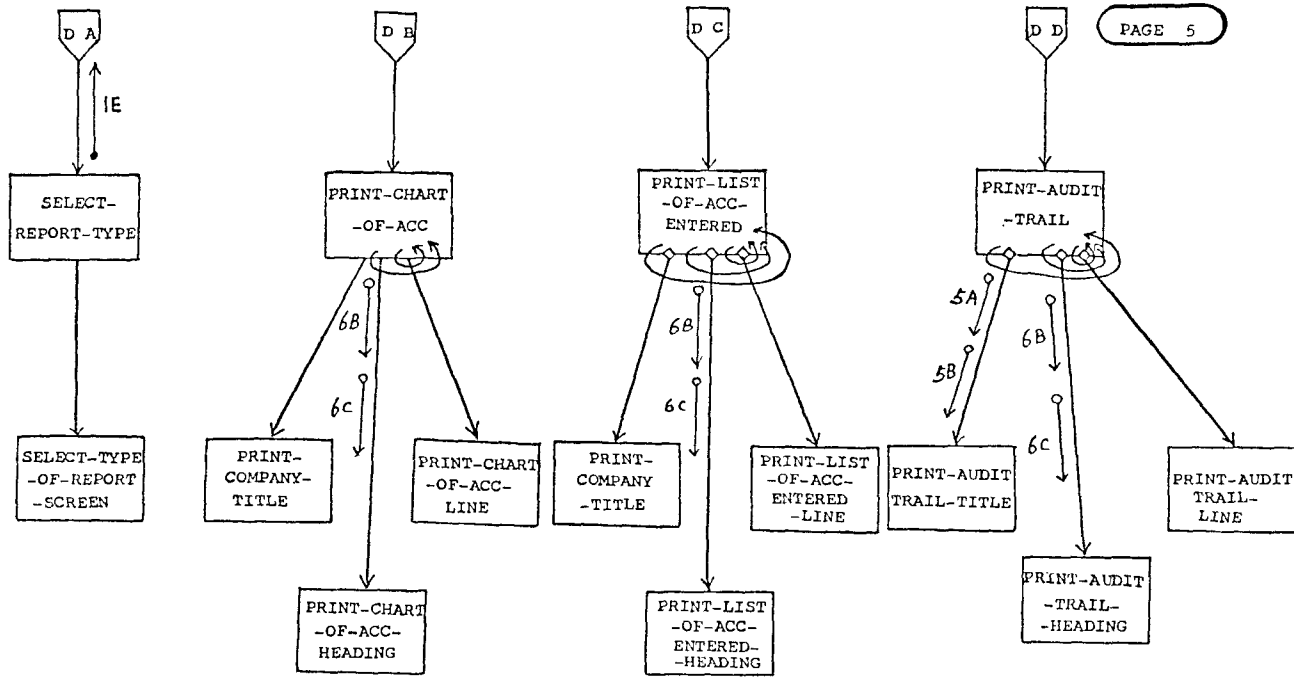 D A
D B
D C
D D
PAGE 5
1E
SELECT-
REPORT-TYPE
PRINT-CHART
-OF-ACC
PRINT-LIST
-OF-ACC-
ENTERED
PRINT-AUDIT
-TRAIL
6B
6C
6B
6C
5A
5B
6B
6C
SELECT-TYPE
-OF-REPORT
-SCREEN
PRINT-
COMPANY-
TITLE
PRINT-CHART
-OF-ACC-
LINE
PRINT-
COMPANY
-TITLE
PRINT-LIST
-OF-ACC-
ENTERED
-LINE
PRINT-AUDIT
TRAIL-TITLE
PRINT-AUDIT
TRAIL-
LINE
PRINT-CHART
-OF-ACC-
HEADING
PRINT-LIST
-OF-ACC-
ENTERED-
-HEADING
PRINT-AUDIT
-TRAIL-
-HEADING